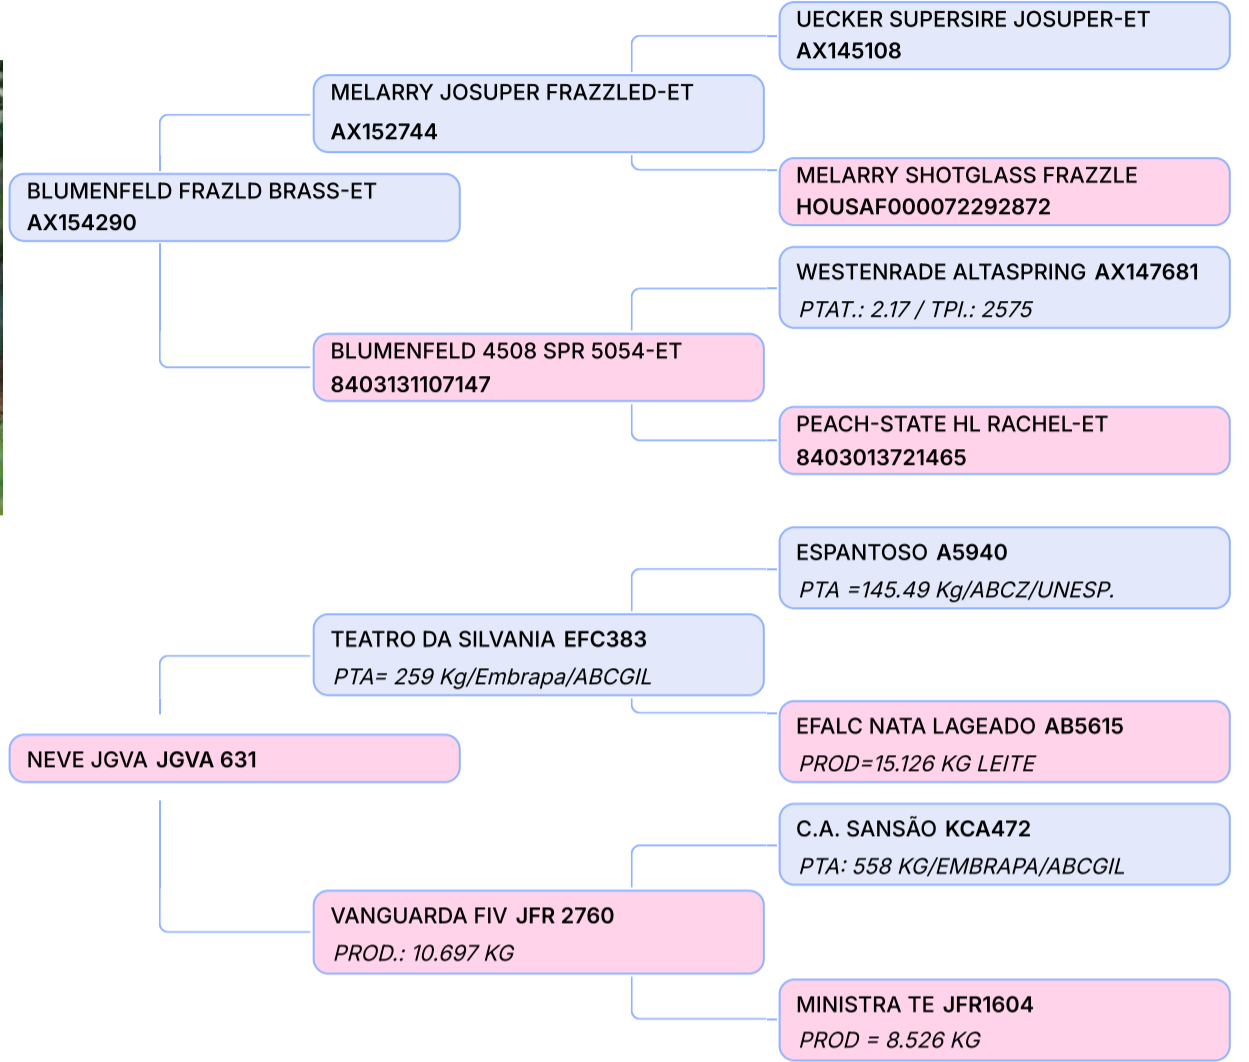 UECKER SUPERSIRE JOSUPER-ET
AX145108
MELARRY JOSUPER FRAZZLED-ET
AX152744
MELARRY SHOTGLASS FRAZZLE
HOUSAF000072292872
BLUMENFELD FRAZLD BRASS-ET
AX154290
WESTENRADE ALTASPRING AX147681
PTAT.: 2.17 / TPI.: 2575
BLUMENFELD 4508 SPR 5054-ET
8403131107147
PEACH-STATE HL RACHEL-ET
8403013721465
ESPANTOSO A5940
PTA =145.49 Kg/ABCZ/UNESP.
TEATRO DA SILVANIA EFC383
PTA= 259 Kg/Embrapa/ABCGIL
EFALC NATA LAGEADO AB5615
PROD=15.126 KG LEITE
NEVE JGVA JGVA 631
C.A. SANSÃO KCA472
PTA: 558 KG/EMBRAPA/ABCGIL
VANGUARDA FIV JFR 2760
PROD.: 10.697 KG
MINISTRA TE JFR1604
PROD = 8.526 KG